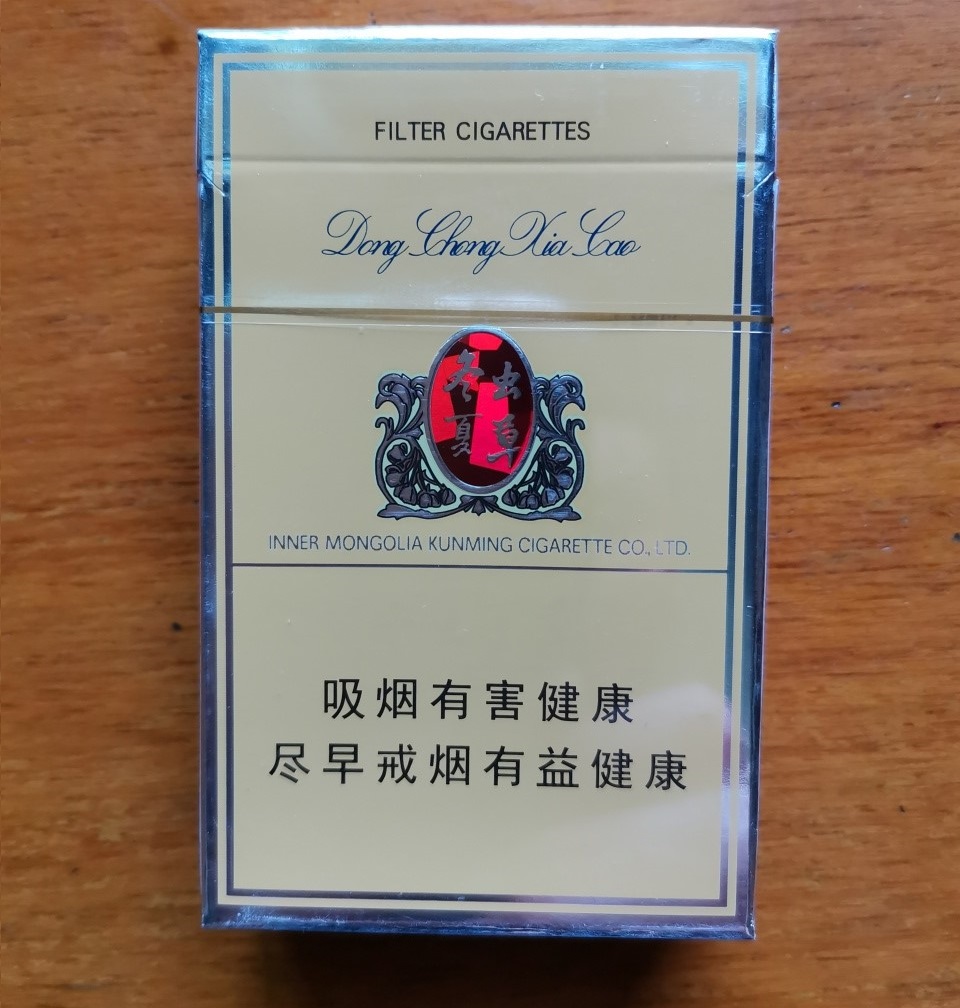 FILTER CIGARETTES
Dong Chong Xia Cao
冬虫
夏草
INNER MONGOLIA KUNMING CIGARETTE CO., LTD.
吸烟有害健康
尽早戒烟有益健康